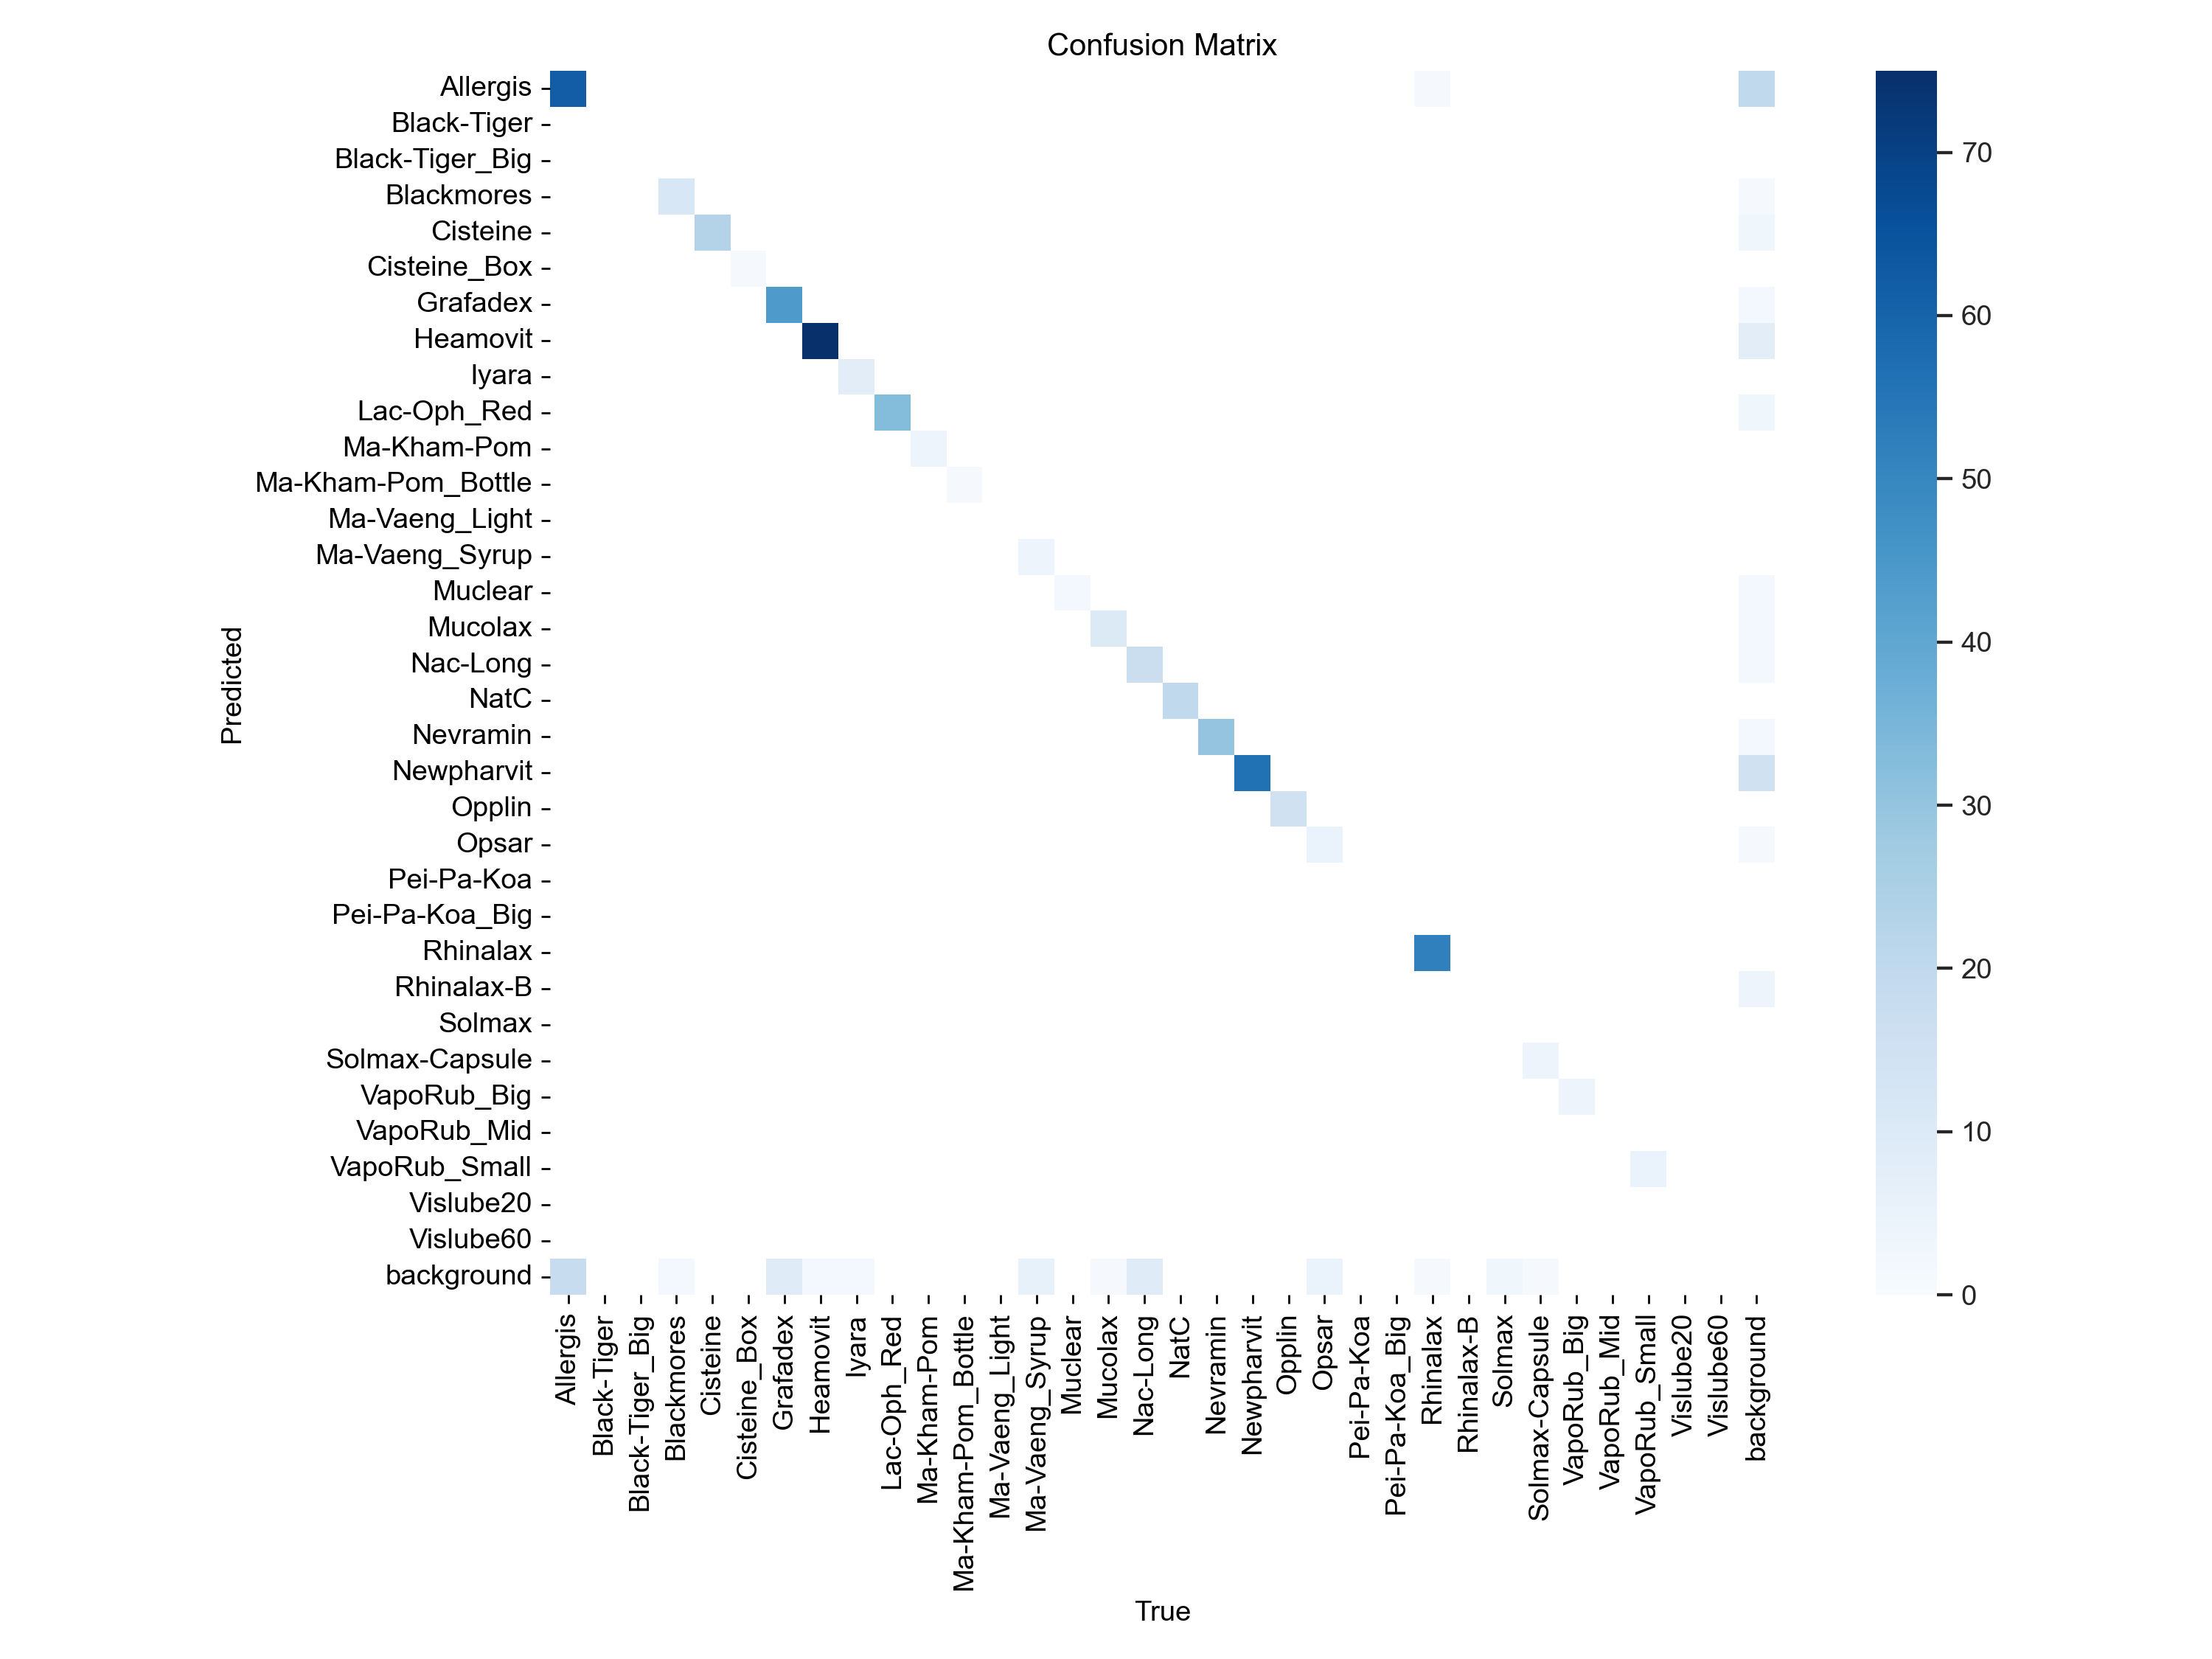 Confusion Matrix
Predicted
Allergis
Black-Tiger
Black-Tiger_Big
Blackmores
Cisteine
Cisteine_Box
Grafadex
Heamovit
Iyara
Lac-Oph_Red
Ma-Kham-Pom
Ma-Kham-Pom_Bottle
Ma-Vaeng_Light
Ma-Vaeng_Syrup
Muclear
Mucolax
Nac-Long
NatC
Nevramin
Newpharvit
Opplin
Opsar
Pei-Pa-Koa
Pei-Pa-Koa_Big
Rhinalax
Rhinalax-B
Solmax
Solmax-Capsule
VapoRub_Big
VapoRub_Mid
VapoRub_Small
Vislube20
Vislube60
background
Allergis
Black-Tiger
Black-Tiger_Big
Blackmores
Cisteine
Cisteine_Box
Grafadex
Heamovit
Iyara
Lac-Oph_Red
Ma-Kham-Pom
Ma-Kham-Pom_Bottle
Ma-Vaeng_Light
Ma-Vaeng_Syrup
Muclear
Mucolax
Nac-Long
NatC
Nevramin
Newpharvit
Opplin
Opsar
Pei-Pa-Koa
Pei-Pa-Koa_Big
Rhinalax
Rhinalax-B
Solmax
Solmax-Capsule
VapoRub_Big
VapoRub_Mid
VapoRub_Small
Vislube20
Vislube60
background
True
70
60
50
40
30
20
10
0